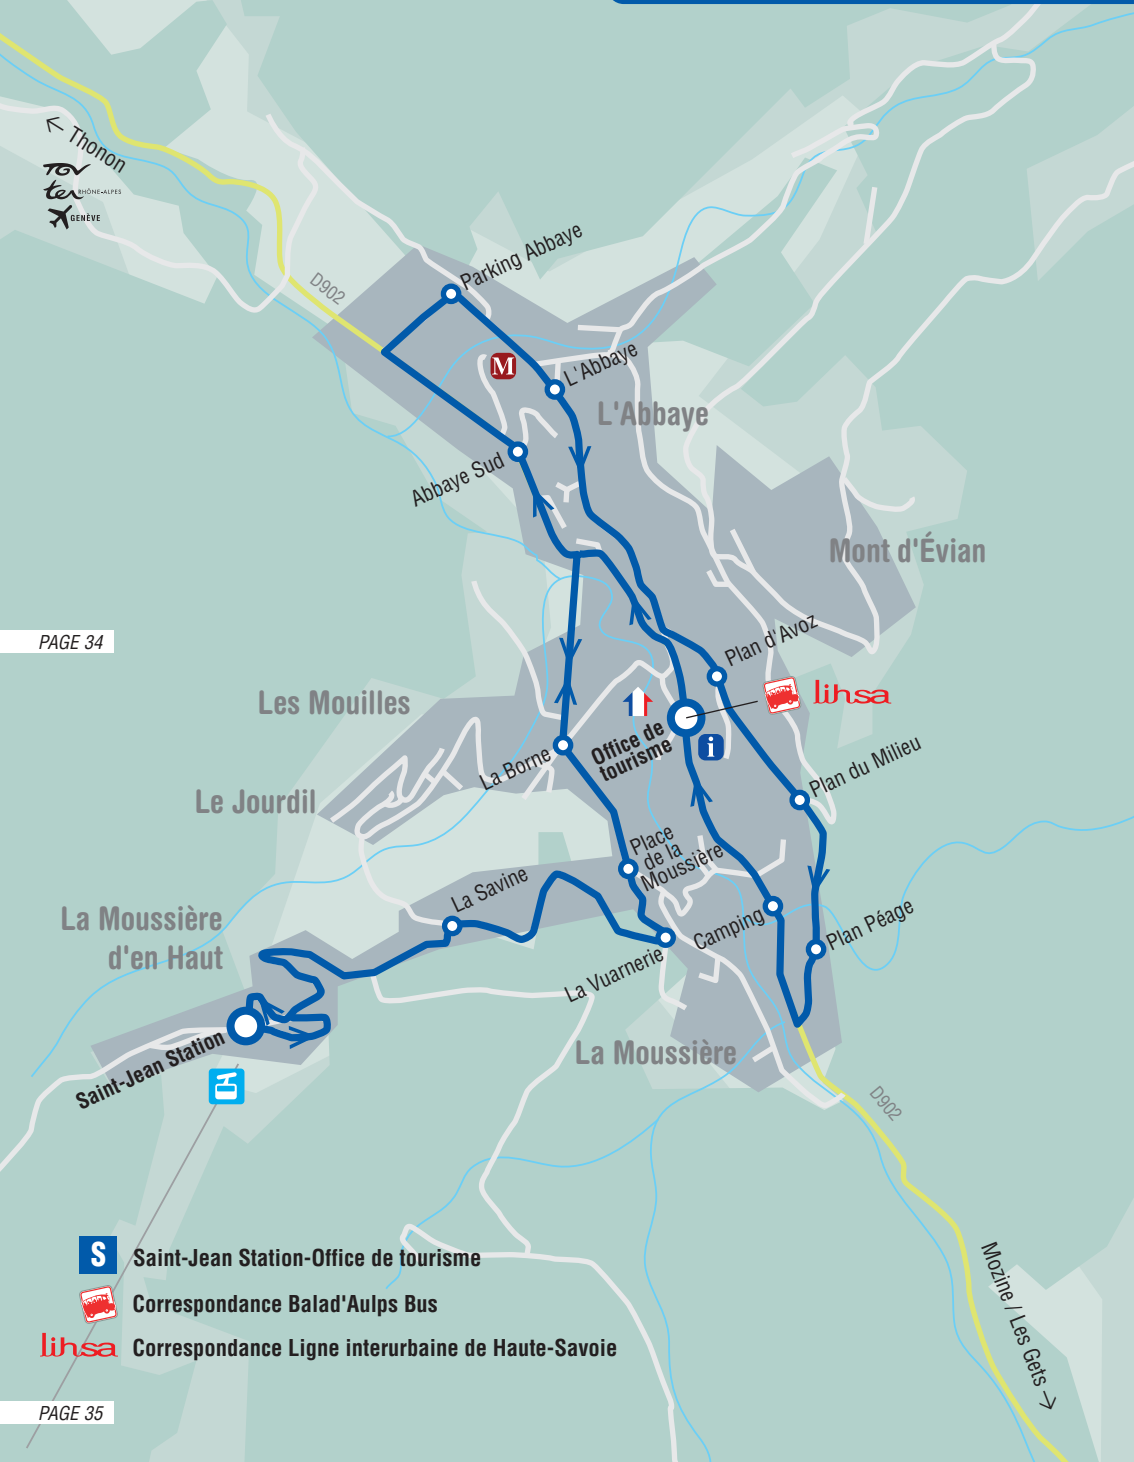 Thonon
TGV
ter RHÔNE-ALPES
GENÈVE
D902
Parking Abbaye
M
L'Abbaye
L'Abbaye
Abbaye Sud
Mont d'Évian
PAGE 34
Plan d'Avoz
Les Mouilles
lihsa
Office de
tourisme
i
La Borne
Plan du Milieu
Le Jourdil
Place
de la
Moussière
La Savine
La Moussière
d'en Haut
Camping
Plan Péage
La Vuarnerie
Saint-Jean Station
La Moussière
D902
S
Saint-Jean Station-Office de tourisme
Correspondance Balad'Aulps Bus
lihsa
Correspondance Ligne interurbaine de Haute-Savoie
Mozine / Les Gets
PAGE 35